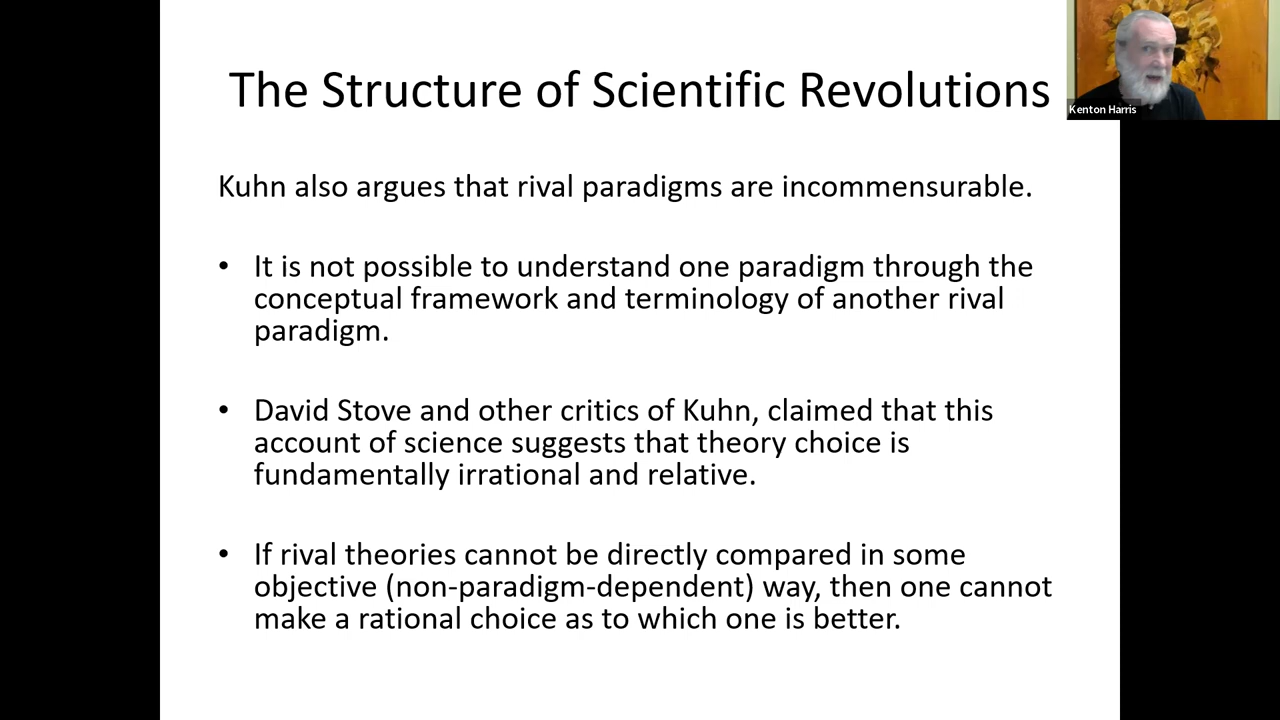 The Structure of Scientific Revolutions
Kenton Harris
Kuhn also argues that rival paradigms are incommensurable.
• It is not possible to understand one paradigm through the
conceptual framework and terminology of another rival
paradigm.
• David Stove and other critics of Kuhn, claimed that this
account of science suggests that theory choice is
fundamentally irrational and relative.
• If rival theories cannot be directly compared in some
objective (non-paradigm-dependent) way, then one cannot
make a rational choice as to which one is better.